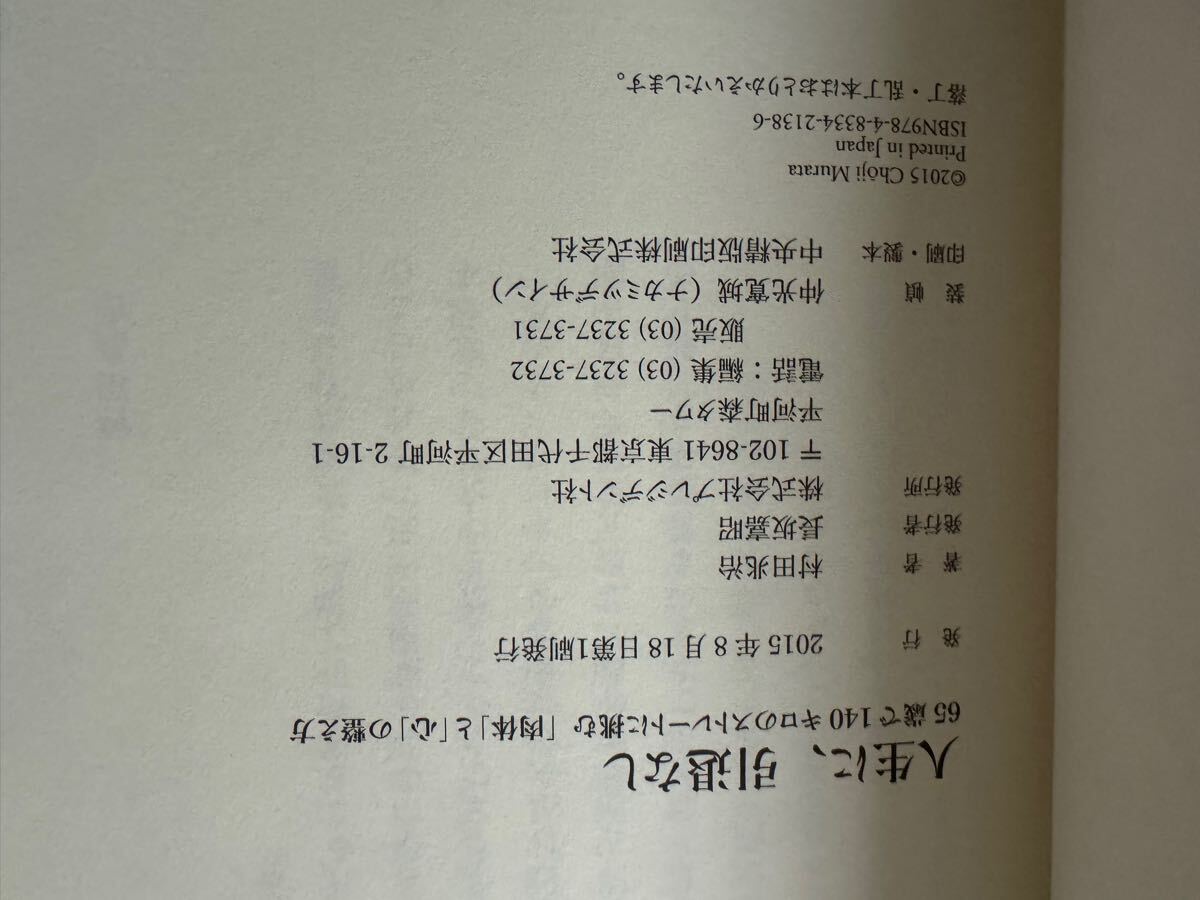 人生に、引退なし
65歳で140キロのストレートに挑む「肉体」と「心」の整え方
発 行 2015年8月18日第1刷発行
著 者 村田兆治
発行者 長坂嘉昭
発行所 株式会社プレジデント社
〒102-8641 東京都千代田区平河町 2-16-1
平河町森タワー
電話：編集 (03) 3237-3732
販売 (03) 3237-3731
装 幀 仲光寛城（ナカミツデザイン）
印刷・製本 中央精版印刷株式会社
©2015 Chōji Murata
Printed in Japan
ISBN978-4-8334-2138-6
落丁・乱丁本はおとりかえいたします。